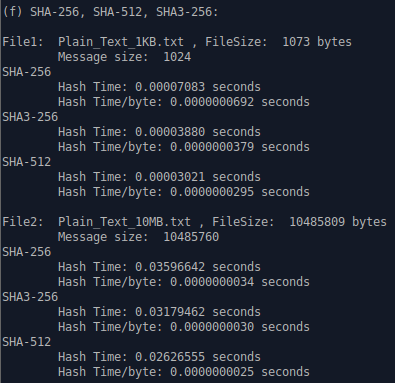 (f) SHA-256, SHA-512, SHA3-256:
File1:  Plain_Text_1KB.txt , FileSize:  1073 bytes
Message size:  1024
SHA-256
Hash Time: 0.00007083 seconds
Hash Time/byte: 0.0000000692 seconds
SHA3-256
Hash Time: 0.00003880 seconds
Hash Time/byte: 0.0000000379 seconds
SHA-512
Hash Time: 0.00003021 seconds
Hash Time/byte: 0.0000000295 seconds
File2:  Plain_Text_10MB.txt , FileSize:  10485809 bytes
Message size:  10485760
SHA-256
Hash Time: 0.03596642 seconds
Hash Time/byte: 0.0000000034 seconds
SHA3-256
Hash Time: 0.03179462 seconds
Hash Time/byte: 0.0000000030 seconds
SHA-512
Hash Time: 0.02626555 seconds
Hash Time/byte: 0.0000000025 seconds